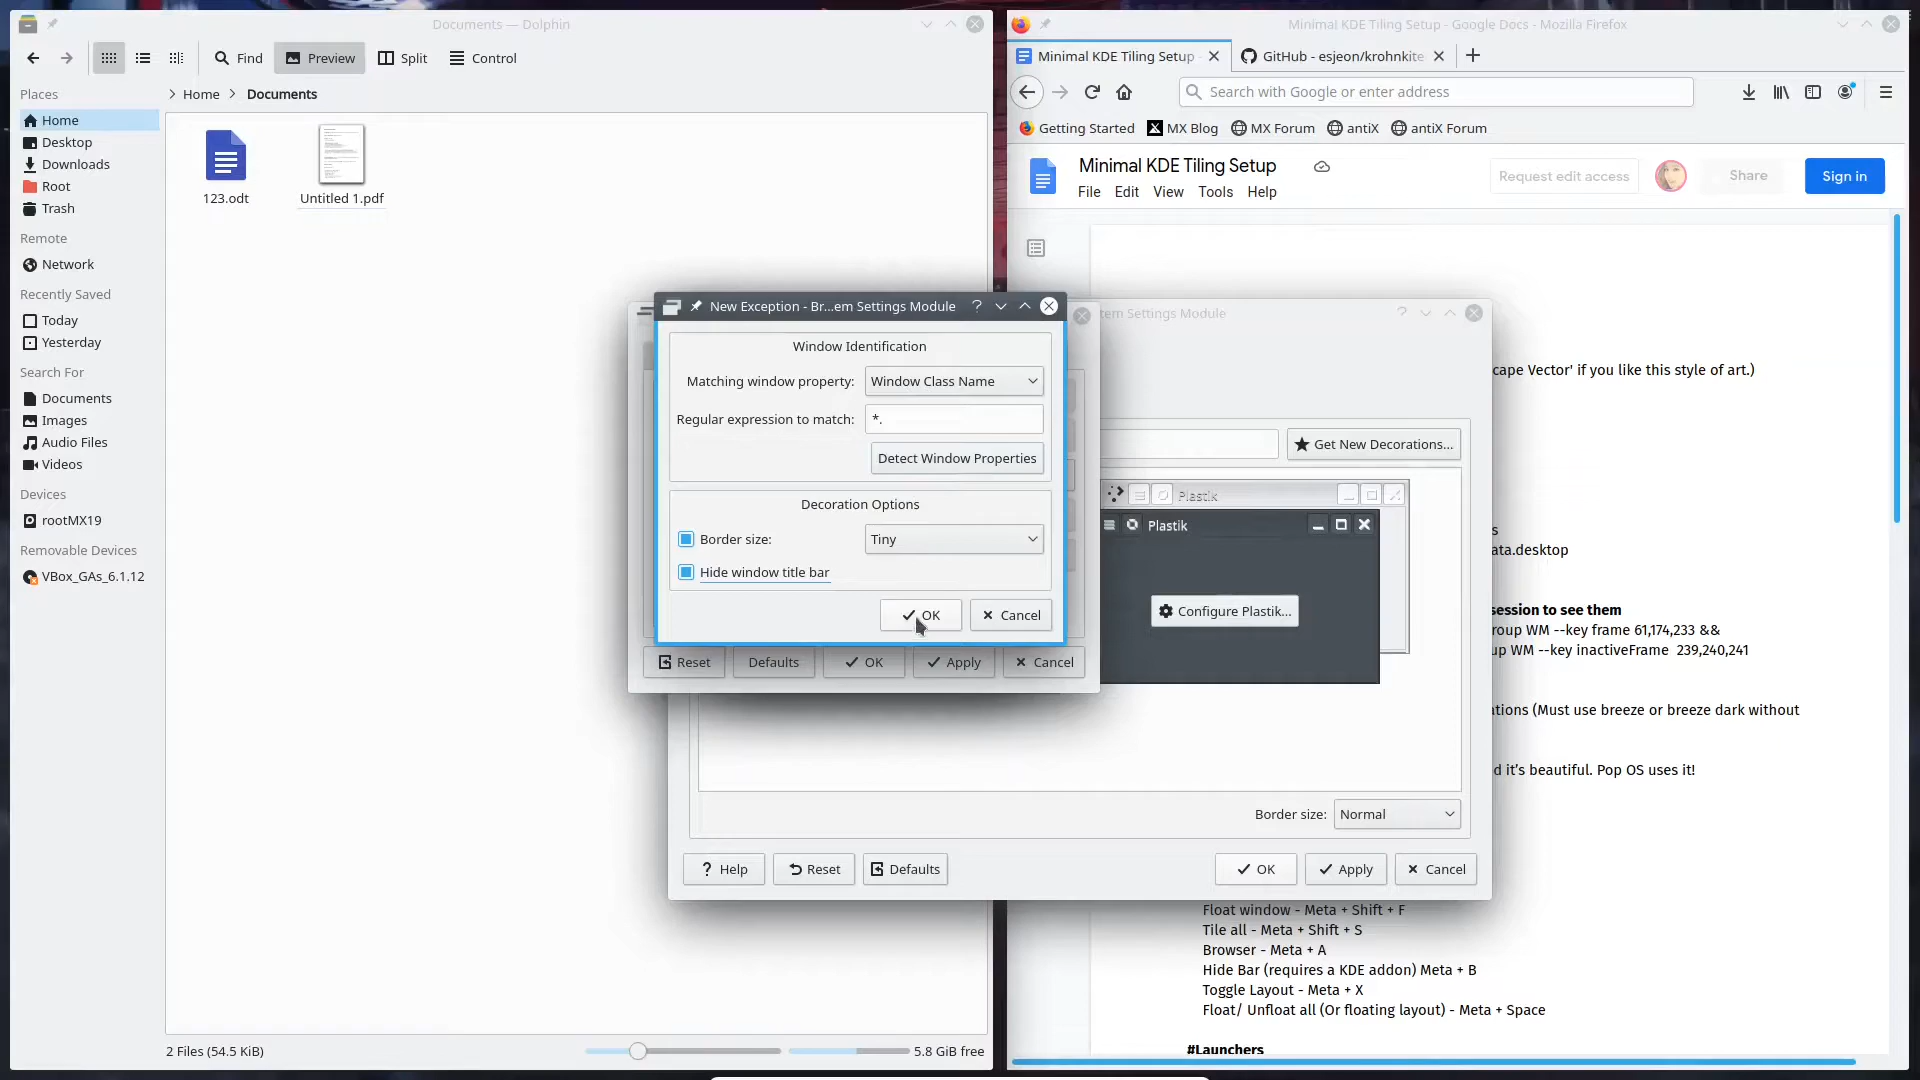 Documents — Dolphin
Find
Preview
Split
Control
Places
Home
Desktop
Downloads
Root
Trash
Remote
Network
Recently Saved
Today
Yesterday
Search For
Documents
Images
Audio Files
Videos
Devices
rootMX19
Removable Devices
VBox_GAs_6.1.12
Home
Documents
123.odt
Untitled 1.pdf
2 Files (54.5 KiB)
5.8 GiB free
Minimal KDE Tiling Setup - Google Docs - Mozilla Firefox
Minimal KDE Tiling Setup -
GitHub - esjeon/krohnkite
Search with Google or enter address
Getting Started
MX Blog
MX Forum
antiX
antiX Forum
Minimal KDE Tiling Setup
File Edit View Tools Help
Request edit access
Share
Sign in
cape Vector' if you like this style of art.)
s
ata.desktop
session to see them
roup WM --key frame 61,174,233 &&
up WM --key inactiveFrame 239,240,241
tions (Must use breeze or breeze dark without
d it's beautiful. Pop OS uses it!
Float window - Meta + Shift + F
Tile all - Meta + Shift + S
Browser - Meta + A
Hide Bar (requires a KDE addon) Meta + B
Toggle Layout - Meta + X
Float/ Unfloat all (Or floating layout) - Meta + Space
#Launchers
New Exception - Br...em Settings Module
Window Identification
Matching window property:
Window Class Name
Regular expression to match:
*.
Detect Window Properties
Decoration Options
Border size:
Tiny
Hide window title bar
OK
Cancel
Reset
Defaults
OK
Apply
Cancel
tem Settings Module
Get New Decorations...
Plastik
Plastik
Configure Plastik...
Border size:
Normal
Help
Reset
Defaults
OK
Apply
Cancel